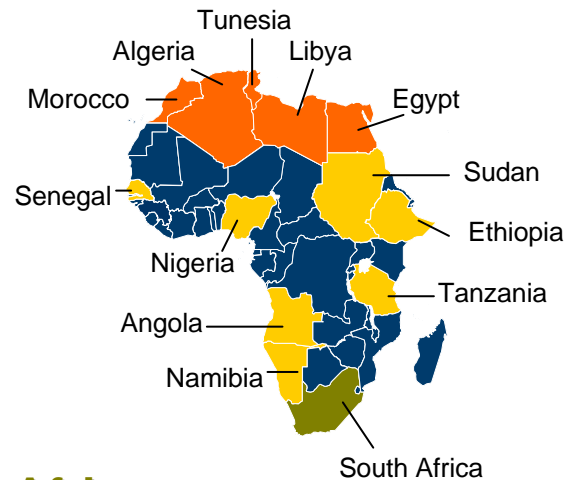 Tunesia
Algeria
Libya
Morocco
Egypt
Sudan
Senegal
Ethiopia
Nigeria
Tanzania
Angola
Namibia
South Africa